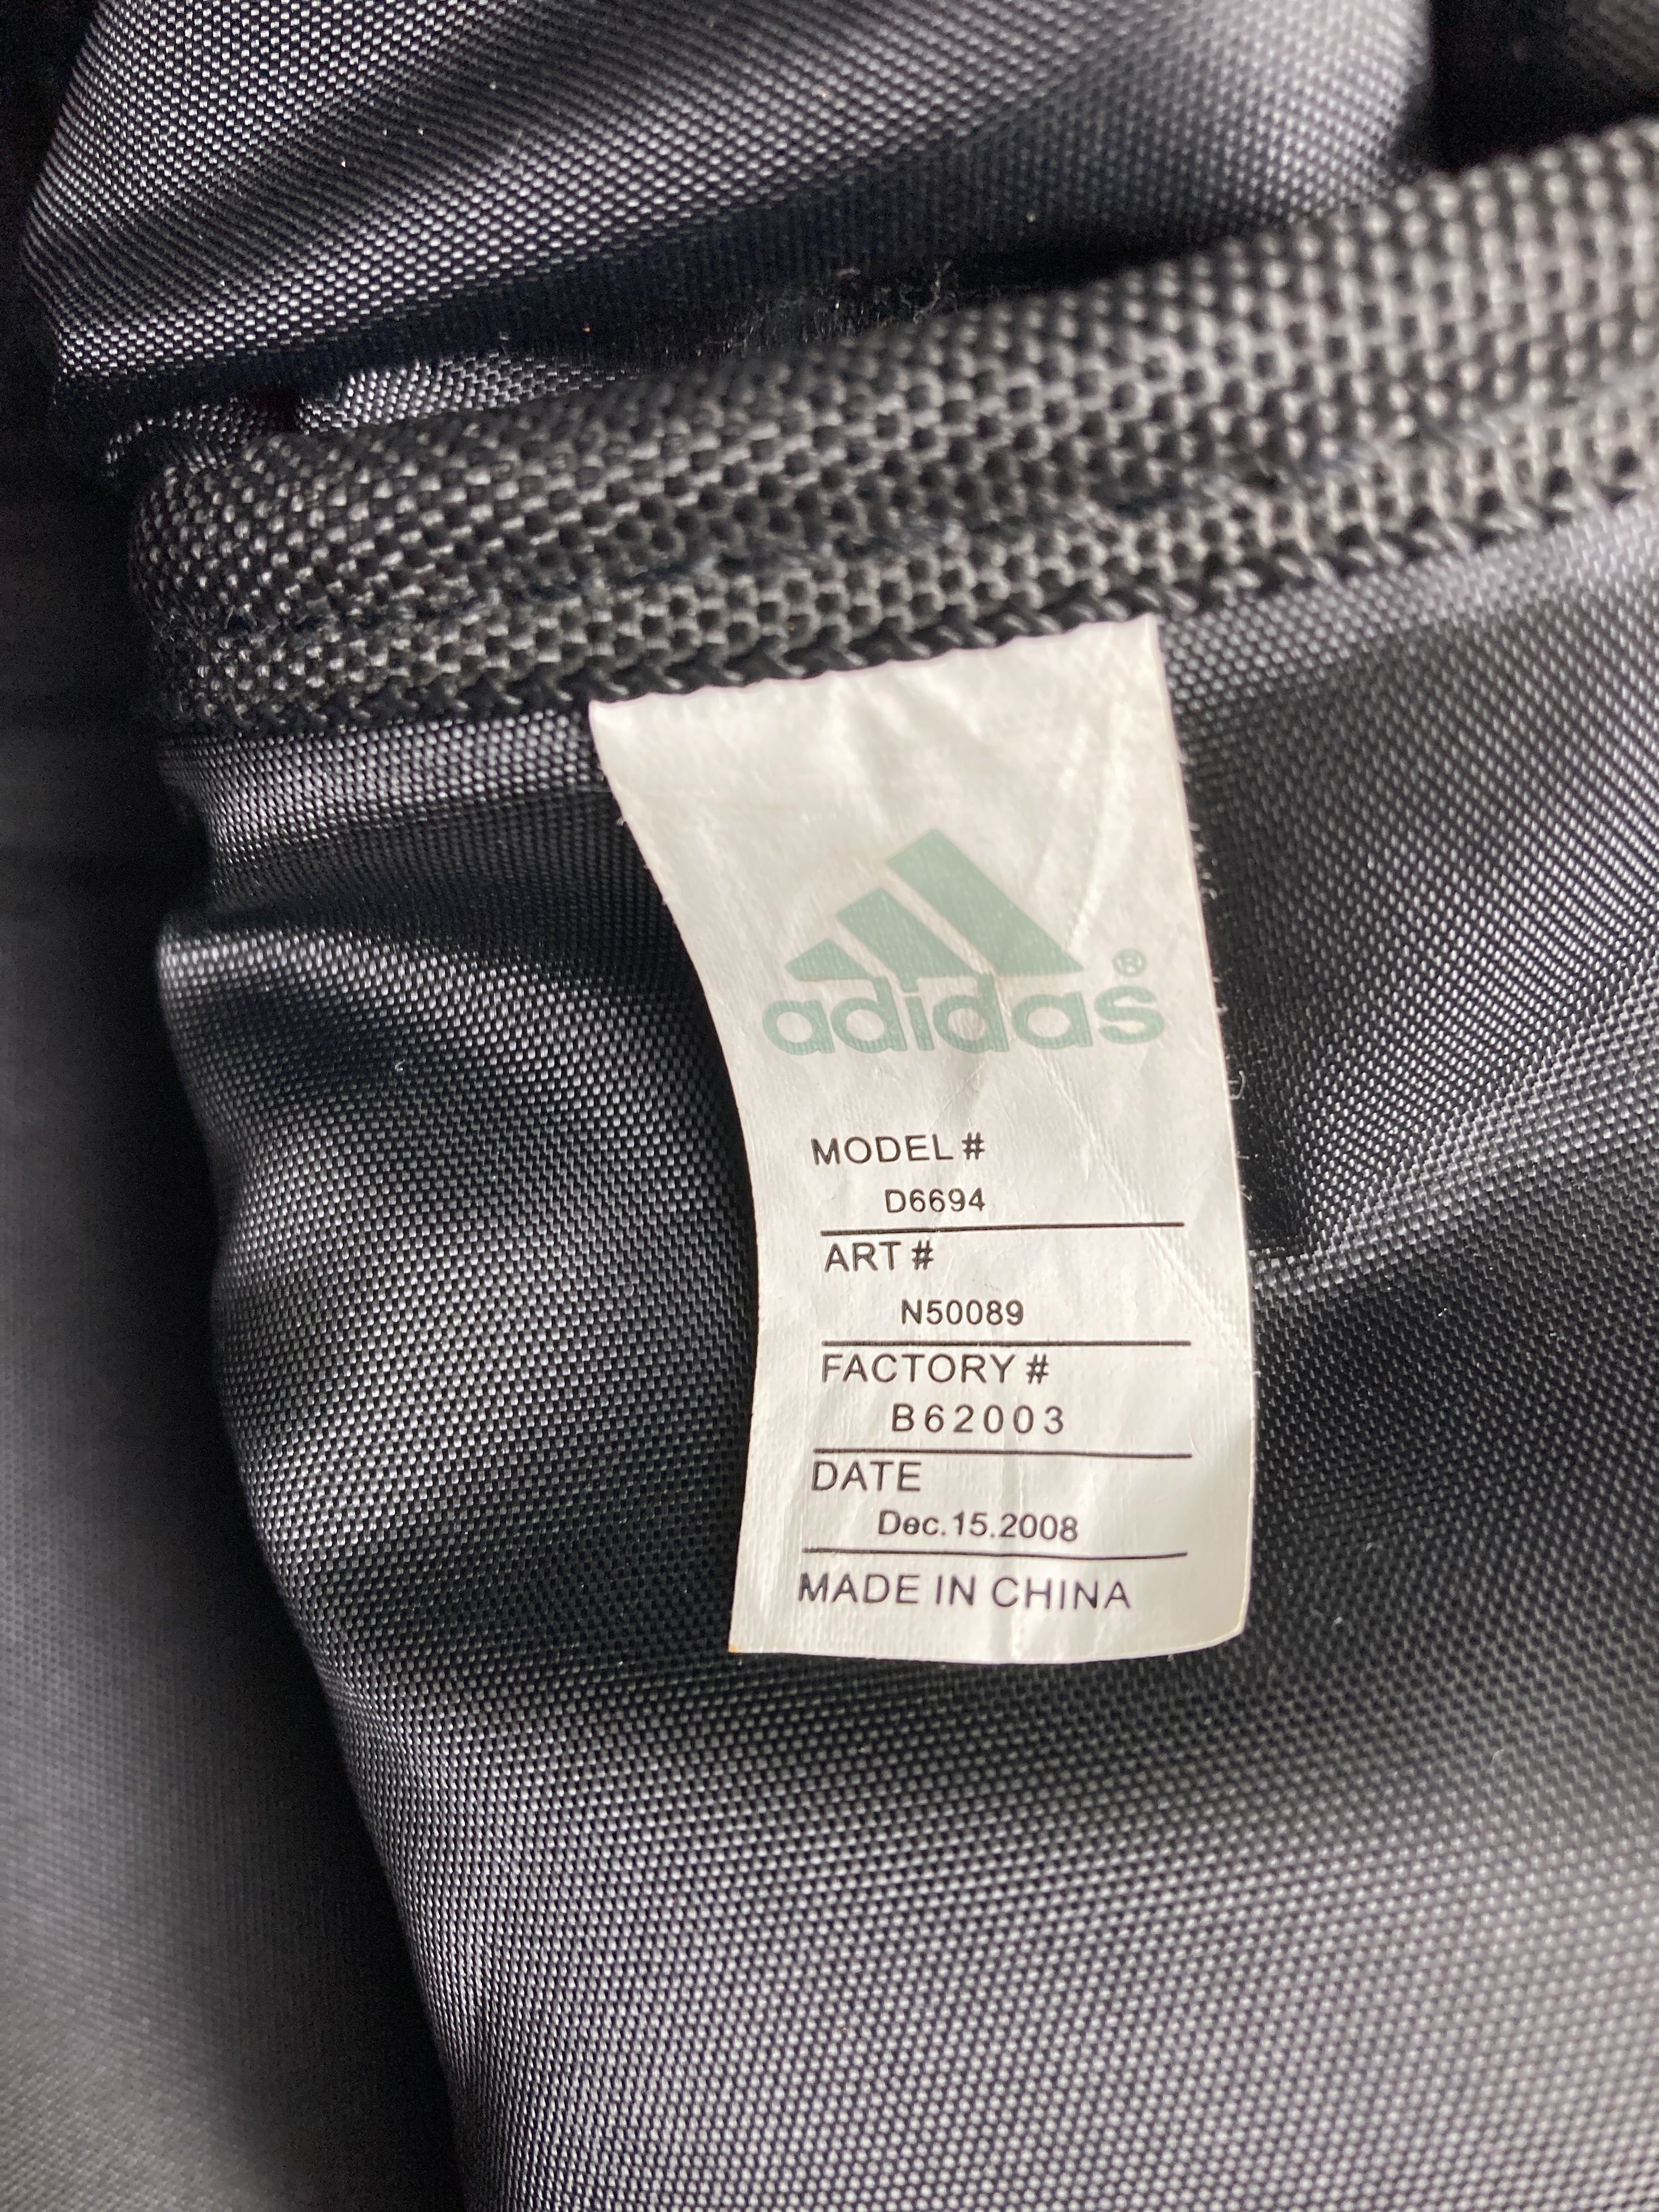 adidas®
MODEL #
D6694
ART #
N50089
FACTORY #
B62003
DATE
Dec.15.2008
MADE IN CHINA